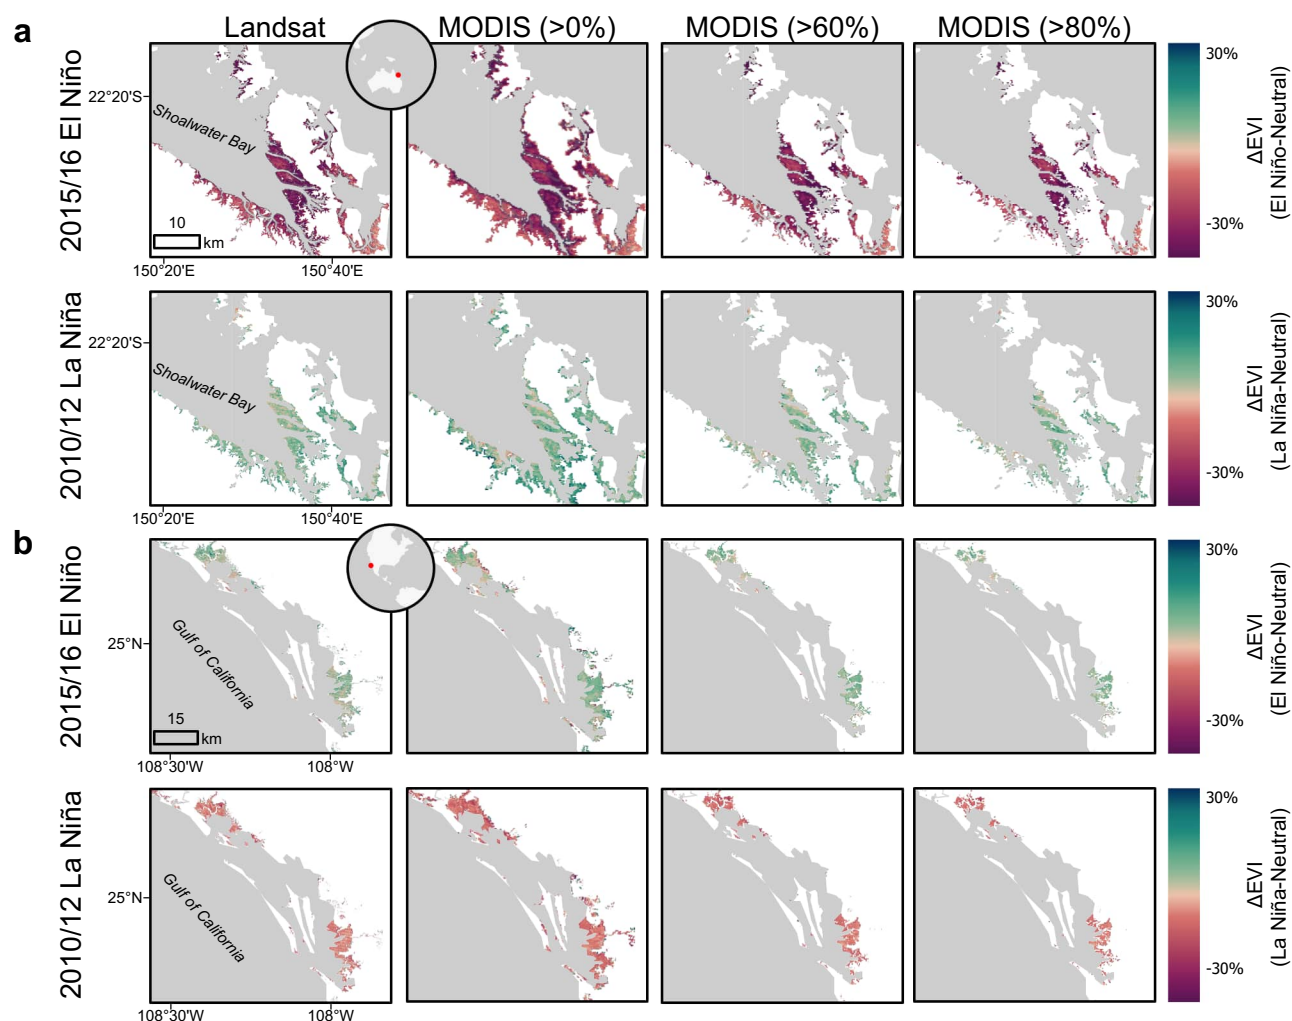 a
Landsat
MODIS (>0%)
MODIS (>60%)
MODIS (>80%)
2015/16 El Niño
22°20'S
Shoalwater Bay
10
km
150°20'E
150°40'E
30%
-30%
ΔEVI
(El Niño-Neutral)
2010/12 La Niña
22°20'S
Shoalwater Bay
150°20'E
150°40'E
30%
-30%
ΔEVI
(La Niña-Neutral)
b
2015/16 El Niño
25°N
Gulf of California
15
km
108°30'W
108°W
30%
-30%
ΔEVI
(El Niño-Neutral)
2010/12 La Niña
25°N
Gulf of California
108°30'W
108°W
30%
-30%
ΔEVI
(La Niña-Neutral)